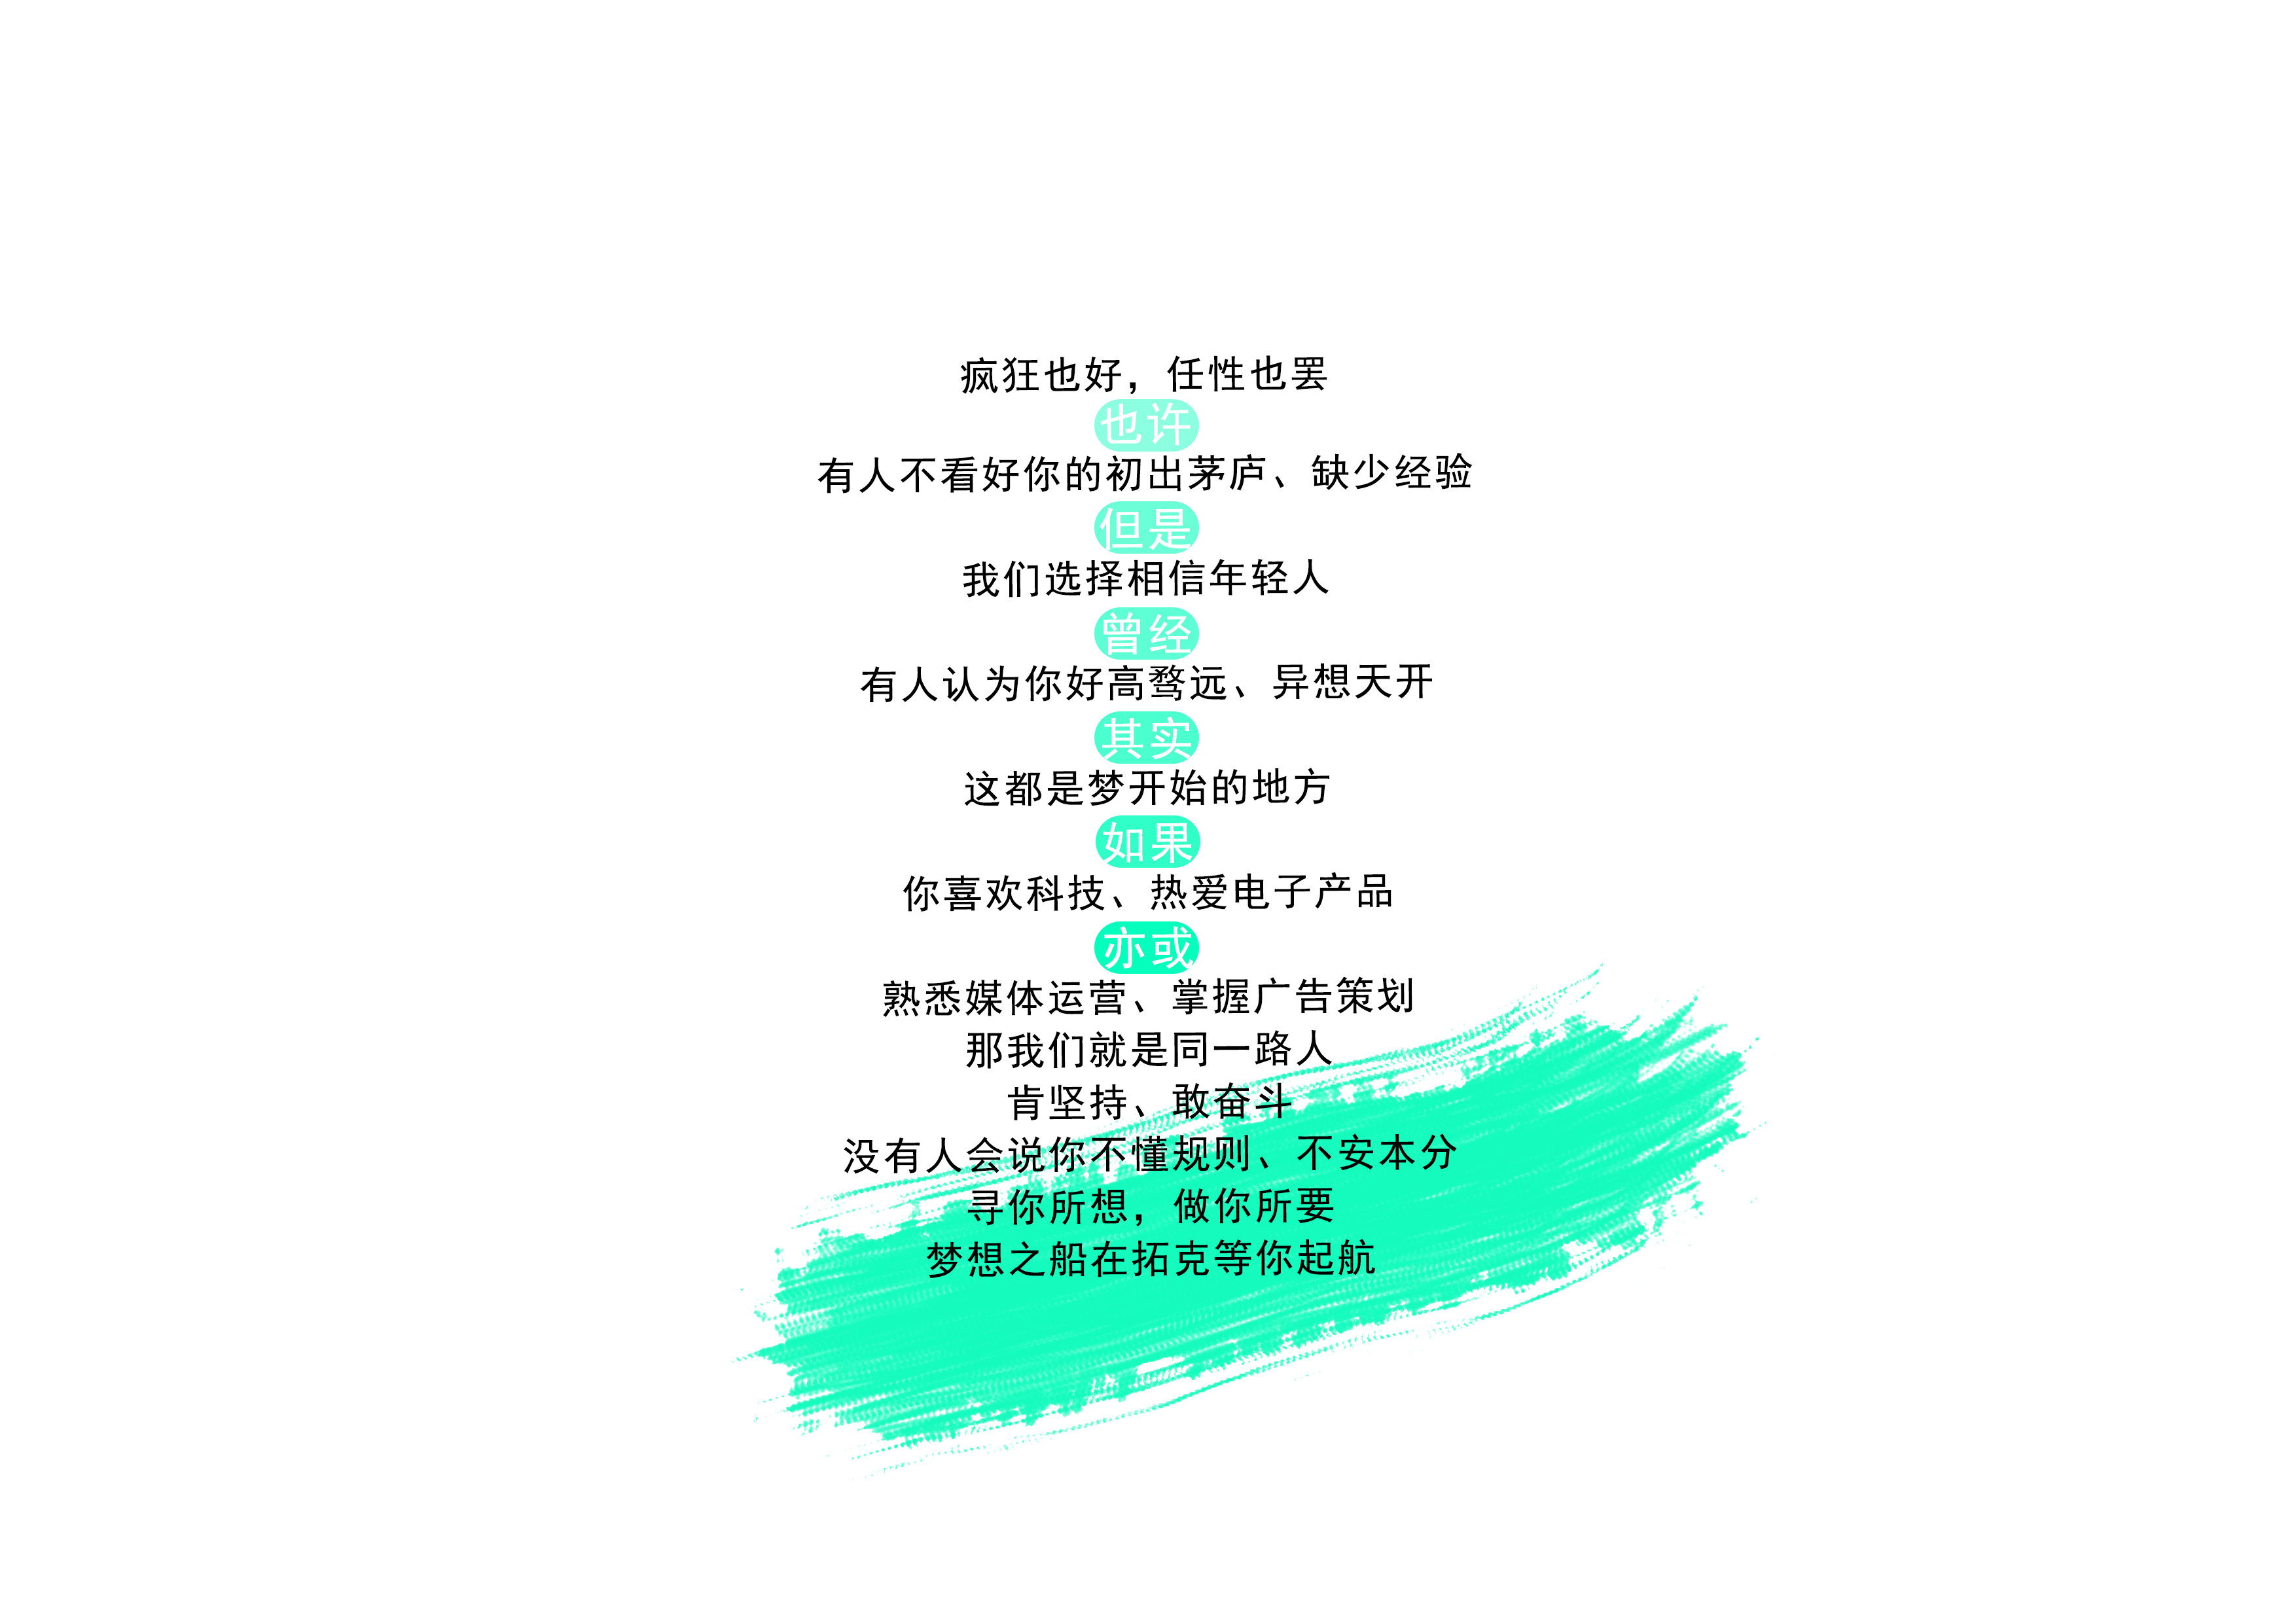 疯狂也好，任性也罢
也许
有人不看好你的初出茅庐、缺少经验
但是
我们选择相信年轻人
曾经
有人认为你好高骛远、异想天开
其实
这都是梦开始的地方
如果
你喜欢科技、热爱电子产品
亦或
熟悉媒体运营、掌握广告策划
那我们就是同一路人
肯坚持、敢奋斗
没有人会说你不懂规则、不安本分
寻你所想，做你所要
梦想之船在拓克等你起航